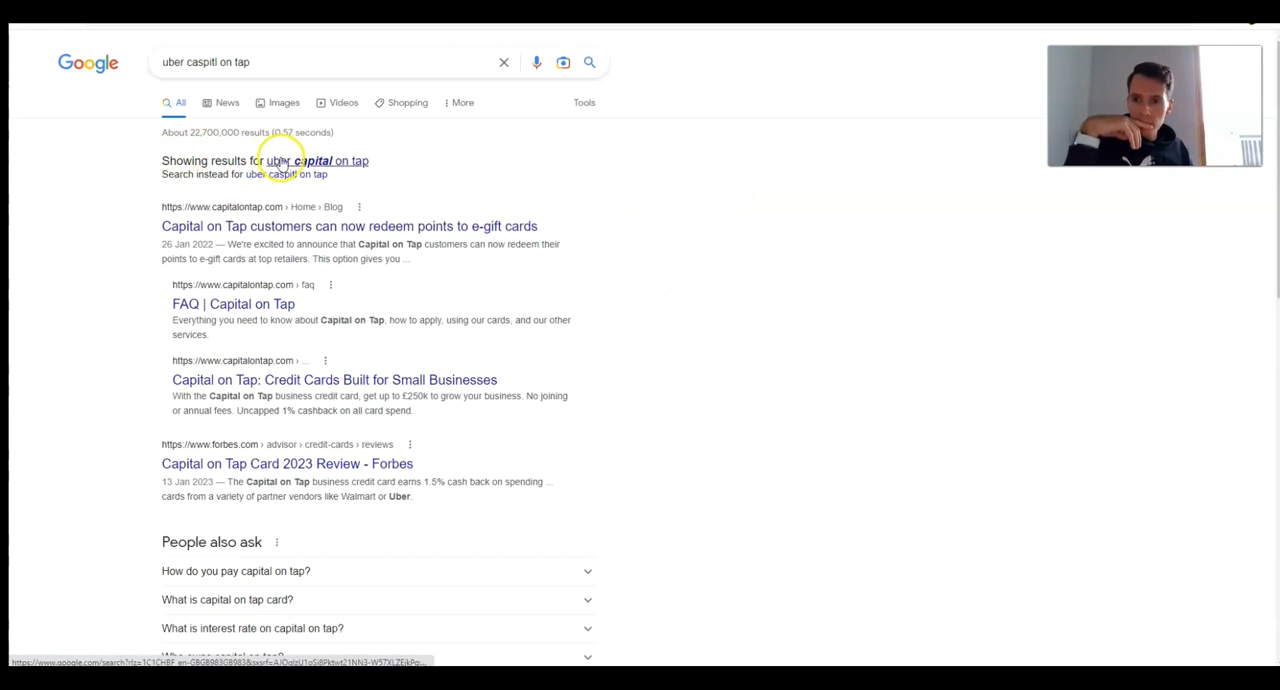 Google
uber caspitl on tap
All News Images Videos Shopping More Tools
About 22,700,000 results (0.57 seconds)
Showing results for uber capital on tap
Search instead for uber caspitl on tap
https://www.capitalontap.com › Home › Blog
Capital on Tap customers can now redeem points to e-gift cards
26 Jan 2022 — We're excited to announce that Capital on Tap customers can now redeem their
points to e-gift cards at top retailers. This option gives you ...
https://www.capitalontap.com › faq
FAQ | Capital on Tap
Everything you need to know about Capital on Tap, how to apply, using our cards, and our other
services.
https://www.capitalontap.com › ...
Capital on Tap: Credit Cards Built for Small Businesses
With the Capital on Tap business credit card, get up to £250k to grow your business. No joining
or annual fees. Uncapped 1% cashback on all card spend.
https://www.forbes.com › advisor › credit-cards › reviews
Capital on Tap Card 2023 Review - Forbes
13 Jan 2023 — The Capital on Tap business credit card earns 1.5% cash back on spending ...
cards from a variety of partner vendors like Walmart or Uber.
People also ask
How do you pay capital on tap?
What is capital on tap card?
What is interest rate on capital on tap?